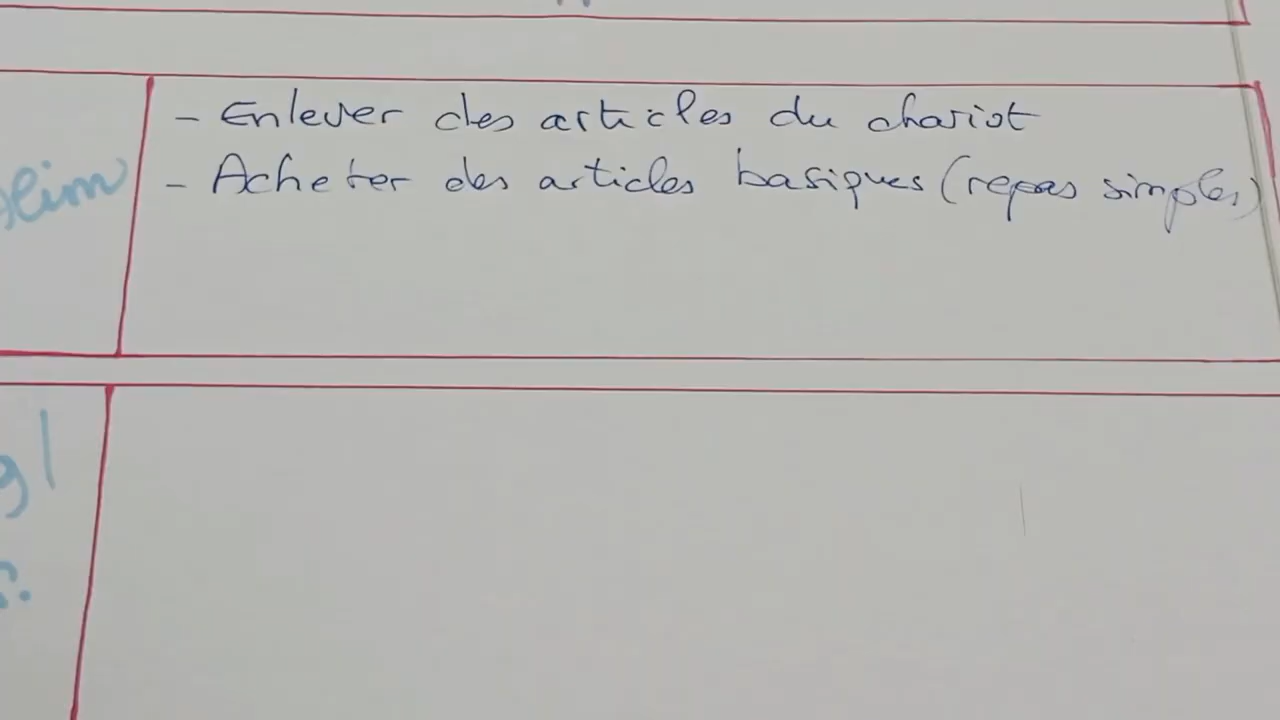 - Enlever des articles du chariot
- Acheter des articles basiques (repas simples)